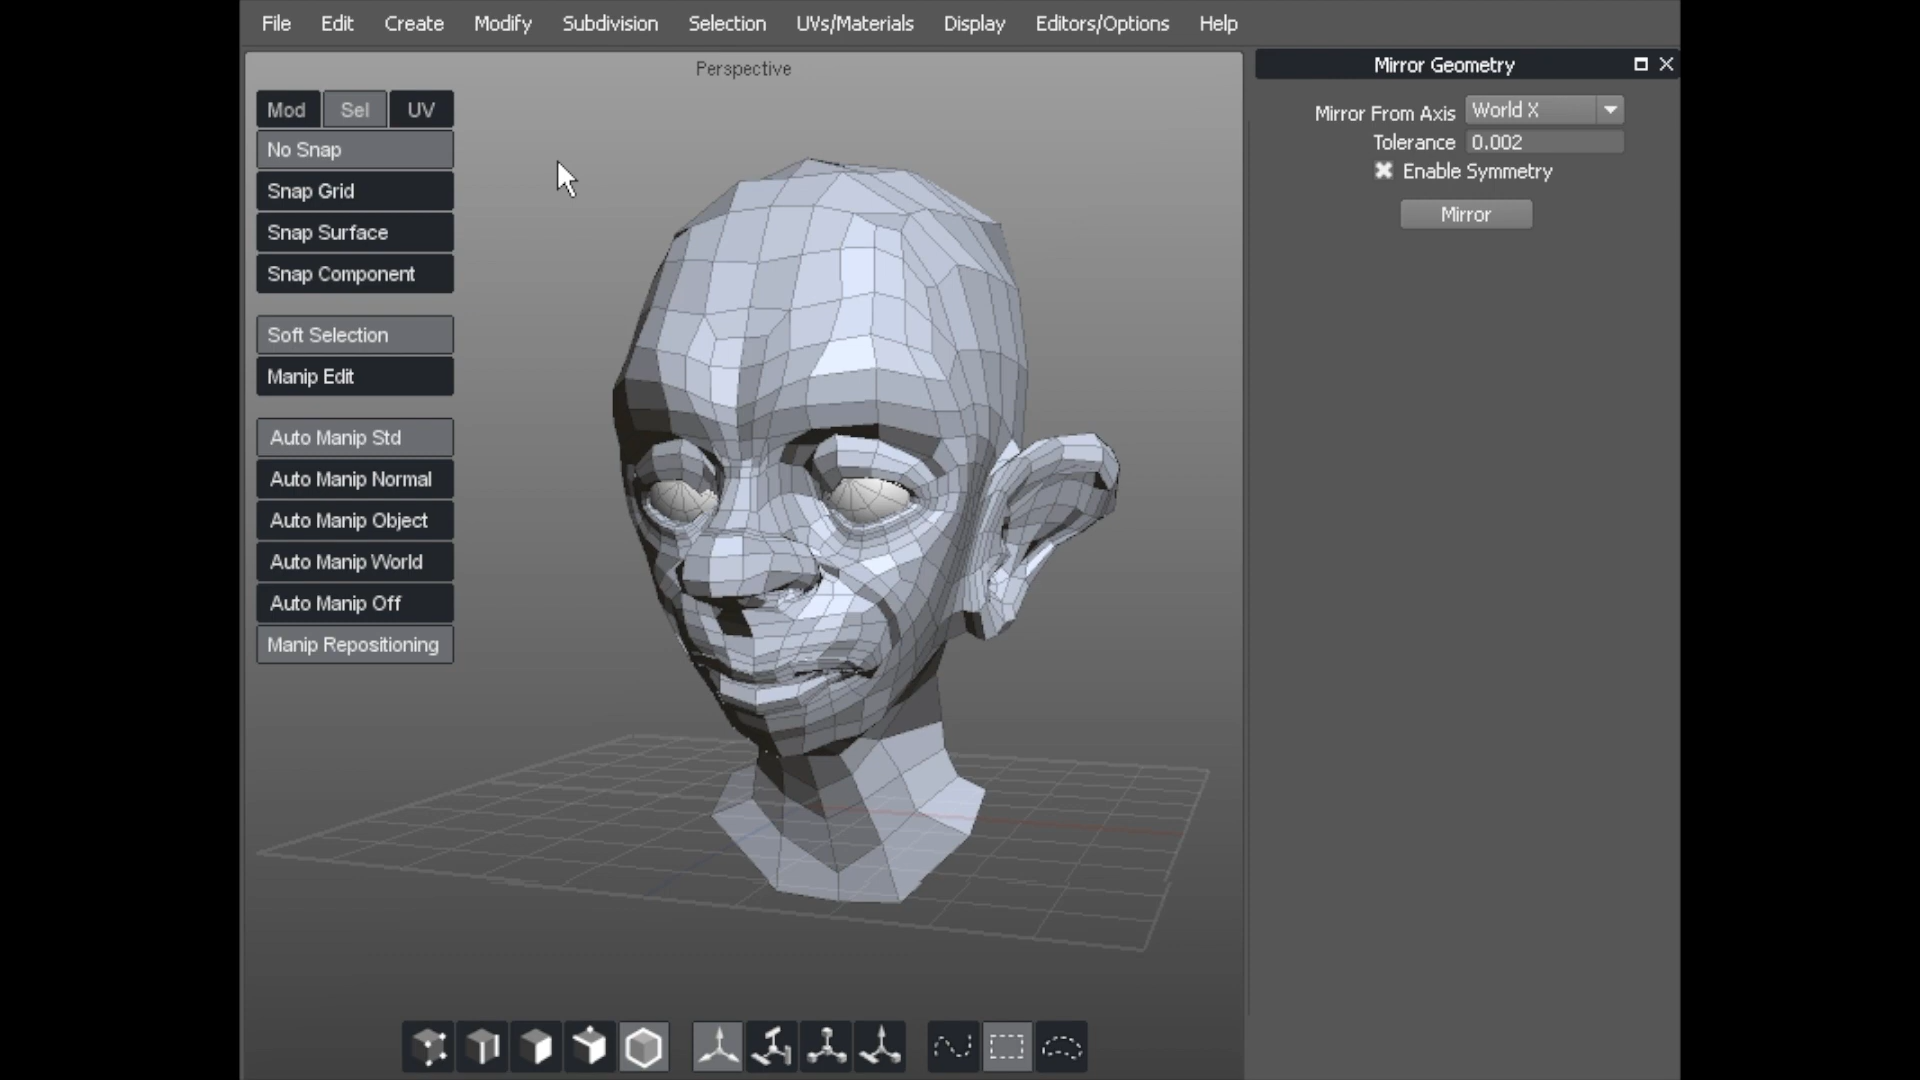 File Edit Create Modify Subdivision Selection UVs/Materials Display Editors/Options Help
Perspective
Mod Sel UV
No Snap
Snap Grid
Snap Surface
Snap Component
Soft Selection
Manip Edit
Auto Manip Std
Auto Manip Normal
Auto Manip Object
Auto Manip World
Auto Manip Off
Manip Repositioning
Mirror Geometry
Mirror From Axis World X
Tolerance 0.002
Enable Symmetry
Mirror